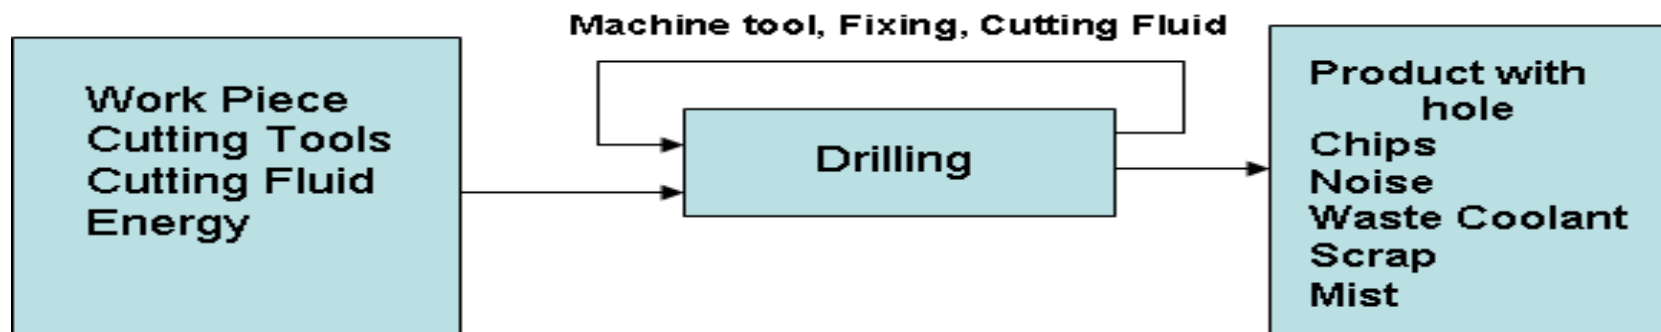 Machine tool, Fixing, Cutting Fluid
Work Piece
Cutting Tools
Cutting Fluid
Energy
Drilling
Product with
hole
Chips
Noise
Waste Coolant
Scrap
Mist